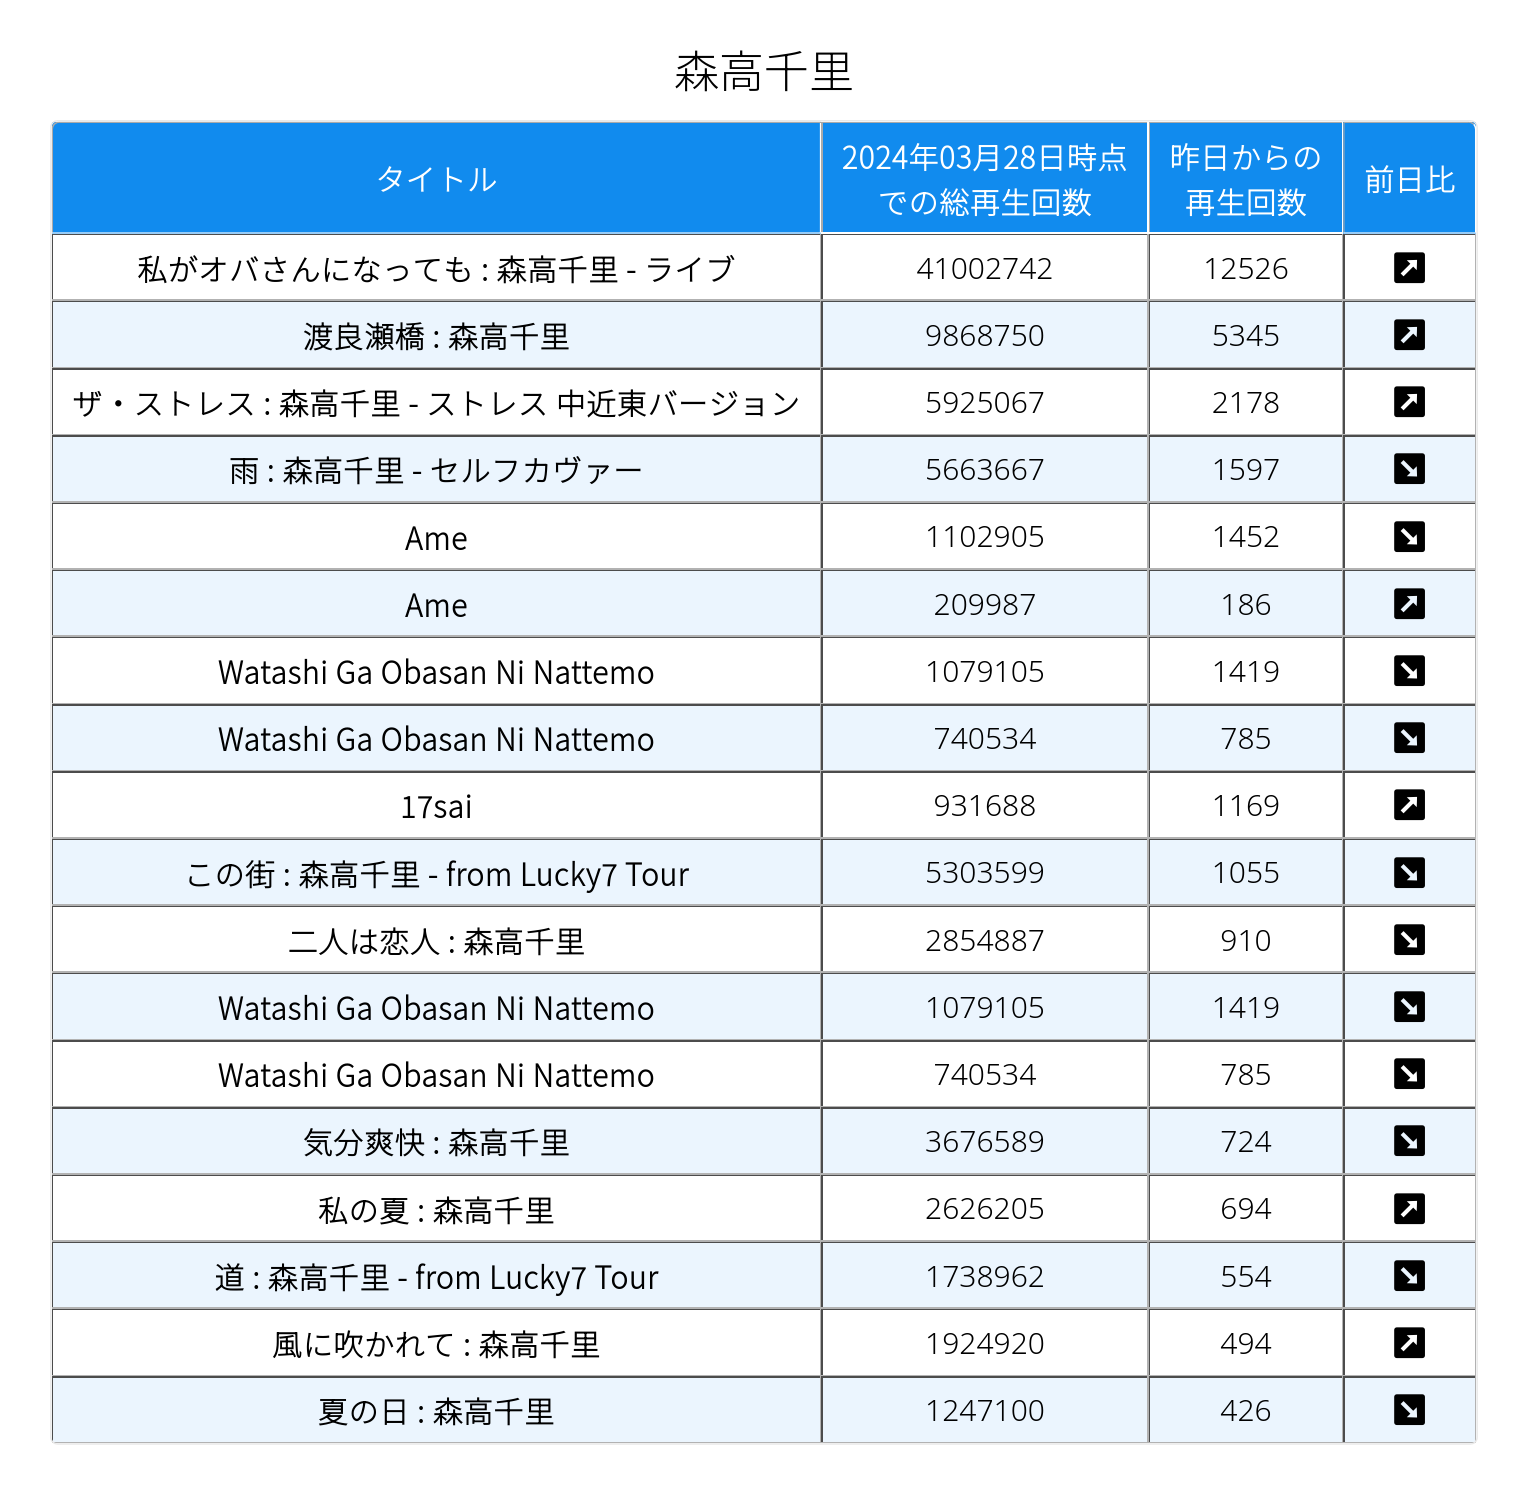 森高千里
タイトル 2024年03月28日時点での総再生回数 昨日からの再生回数 前日比
私がオバさんになっても : 森高千里 - ライブ 41002742 12526 ↗
渡良瀬橋 : 森高千里 9868750 5345 ↗
ザ・ストレス : 森高千里 - ストレス 中近東バージョン 5925067 2178 ↗
雨 : 森高千里 - セルフカヴァー 5663667 1597 ↘
Ame 1102905 1452 ↘
Ame 209987 186 ↗
Watashi Ga Obasan Ni Nattemo 1079105 1419 ↘
Watashi Ga Obasan Ni Nattemo 740534 785 ↘
17sai 931688 1169 ↗
この街 : 森高千里 - from Lucky7 Tour 5303599 1055 ↘
二人は恋人 : 森高千里 2854887 910 ↘
Watashi Ga Obasan Ni Nattemo 1079105 1419 ↘
Watashi Ga Obasan Ni Nattemo 740534 785 ↘
気分爽快 : 森高千里 3676589 724 ↘
私の夏 : 森高千里 2626205 694 ↗
道 : 森高千里 - from Lucky7 Tour 1738962 554 ↘
風に吹かれて : 森高千里 1924920 494 ↗
夏の日 : 森高千里 1247100 426 ↘